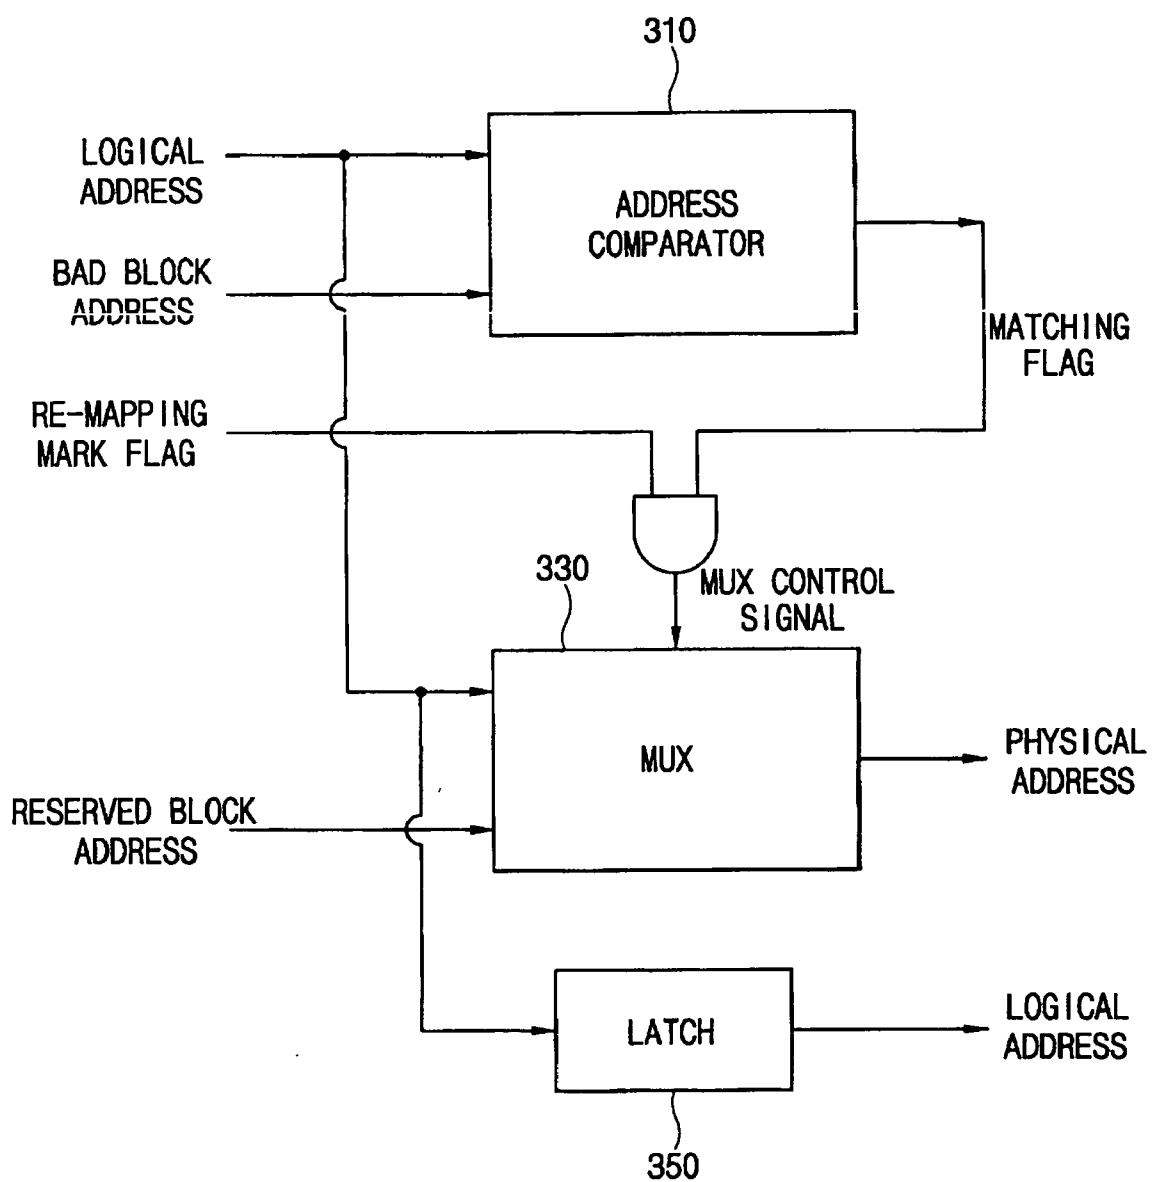 310
LOGICAL
ADDRESS
ADDRESS
COMPARATOR
BAD BLOCK
ADDRESS
MATCHING
FLAG
RE-MAPPING
MARK FLAG
330
MUX CONTROL
SIGNAL
MUX
PHYSICAL
ADDRESS
RESERVED BLOCK
ADDRESS
LATCH
LOGICAL
ADDRESS
350